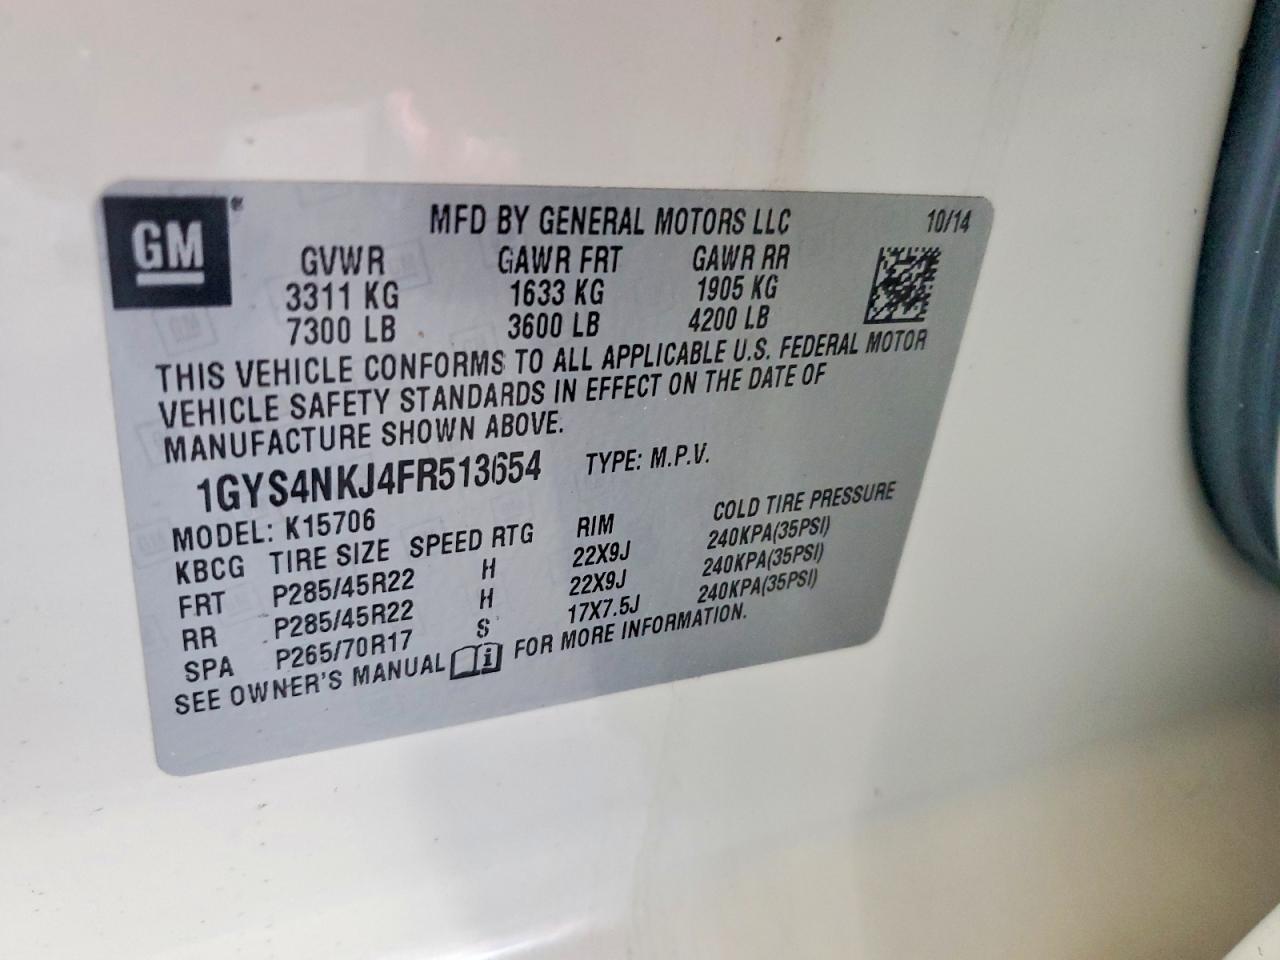 GM ®
MFD BY GENERAL MOTORS LLC 10/14
GVWR GAWR FRT GAWR RR
3311 KG 1633 KG 1905 KG
7300 LB 3600 LB 4200 LB
THIS VEHICLE CONFORMS TO ALL APPLICABLE U.S. FEDERAL MOTOR
VEHICLE SAFETY STANDARDS IN EFFECT ON THE DATE OF
MANUFACTURE SHOWN ABOVE.
1GYS4NKJ4FR513654 TYPE: M.P.V.
MODEL: K15706
KBCG TIRE SIZE SPEED RTG RIM COLD TIRE PRESSURE
FRT P285/45R22 H 22X9J 240KPA(35PSI)
RR P285/45R22 H 22X9J 240KPA(35PSI)
SPA P265/70R17 S 17X7.5J 240KPA(35PSI)
SEE OWNER'S MANUAL i FOR MORE INFORMATION.